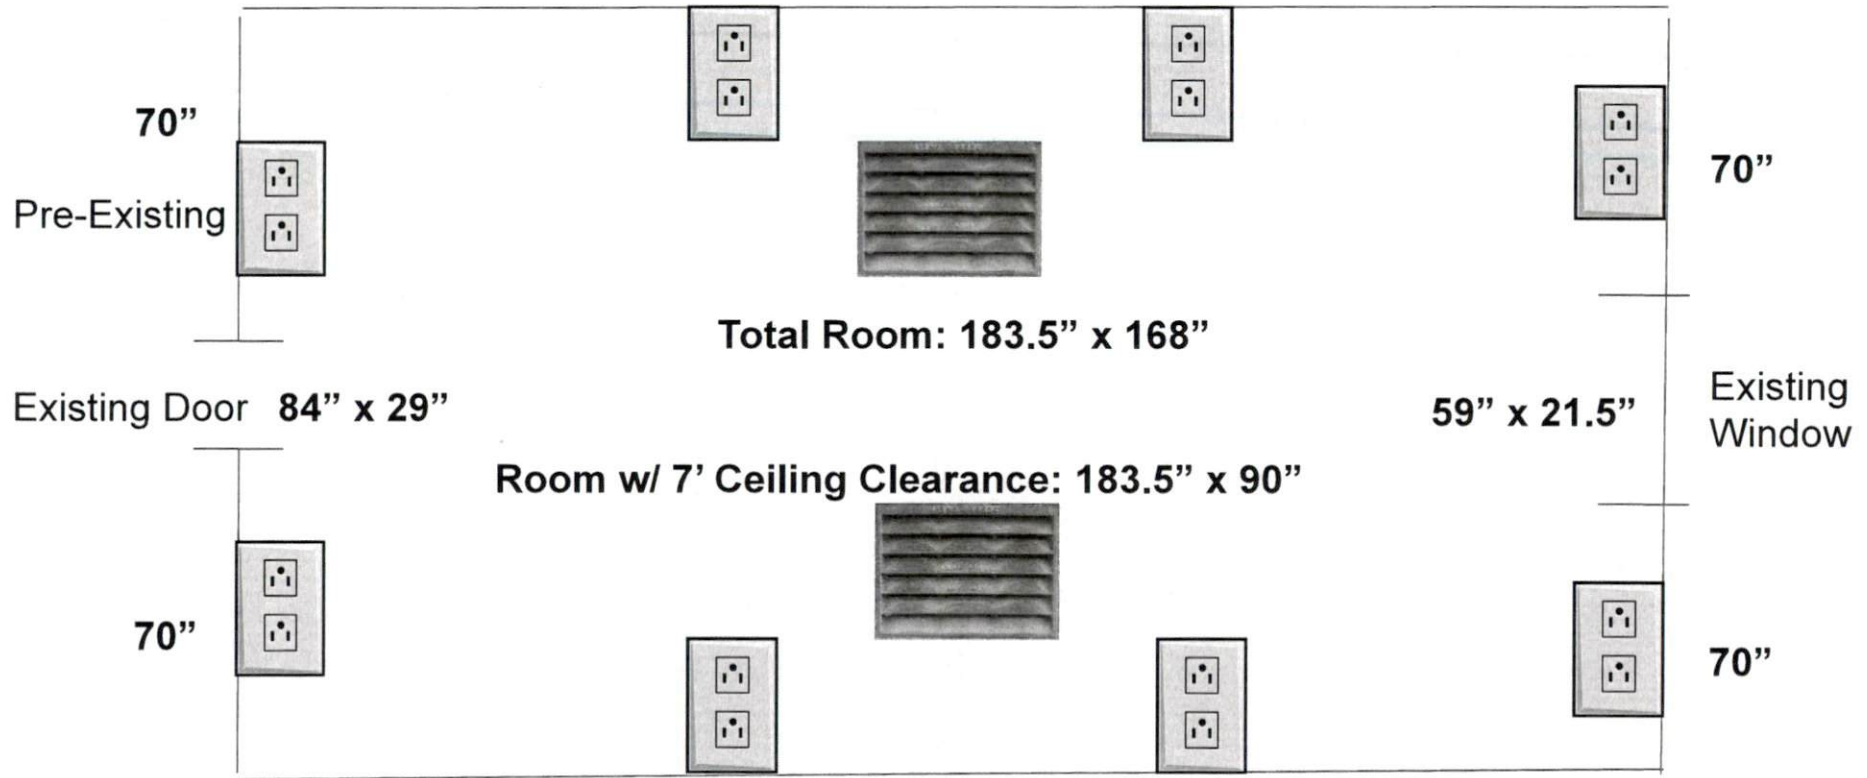 70”
70”
Pre-Existing
Total Room: 183.5” x 168”
Existing Door 84” x 29”
59” x 21.5”
Existing
Window
Room w/ 7’ Ceiling Clearance: 183.5” x 90”
70”
70”